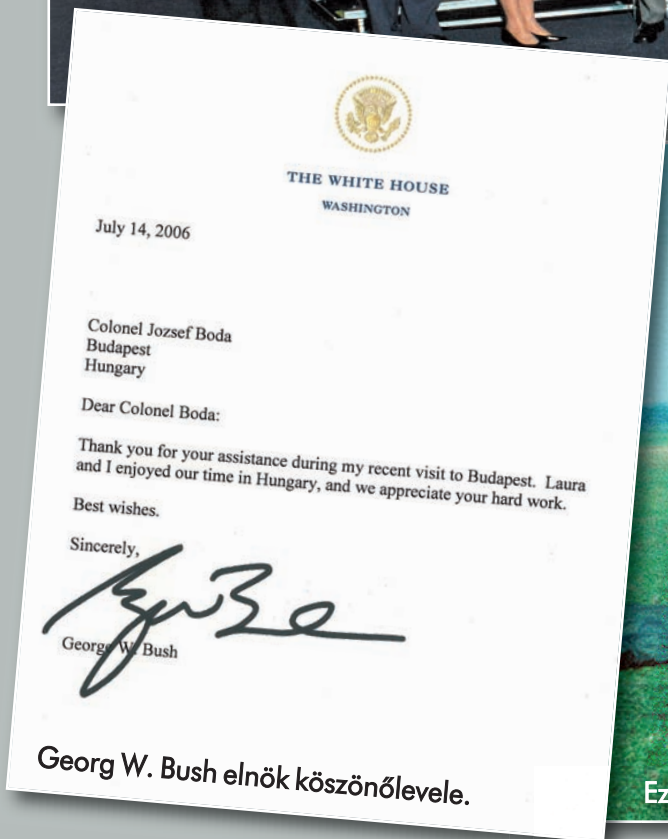 THE WHITE HOUSE
WASHINGTON
July 14, 2006
Colonel Jozsef Boda
Budapest
Hungary
Dear Colonel Boda:
Thank you for your assistance during my recent visit to Budapest. Laura
and I enjoyed our time in Hungary, and we appreciate your hard work.
Best wishes.
Sincerely,
George W. Bush
Georg W. Bush elnök köszönőlevele.
Ez